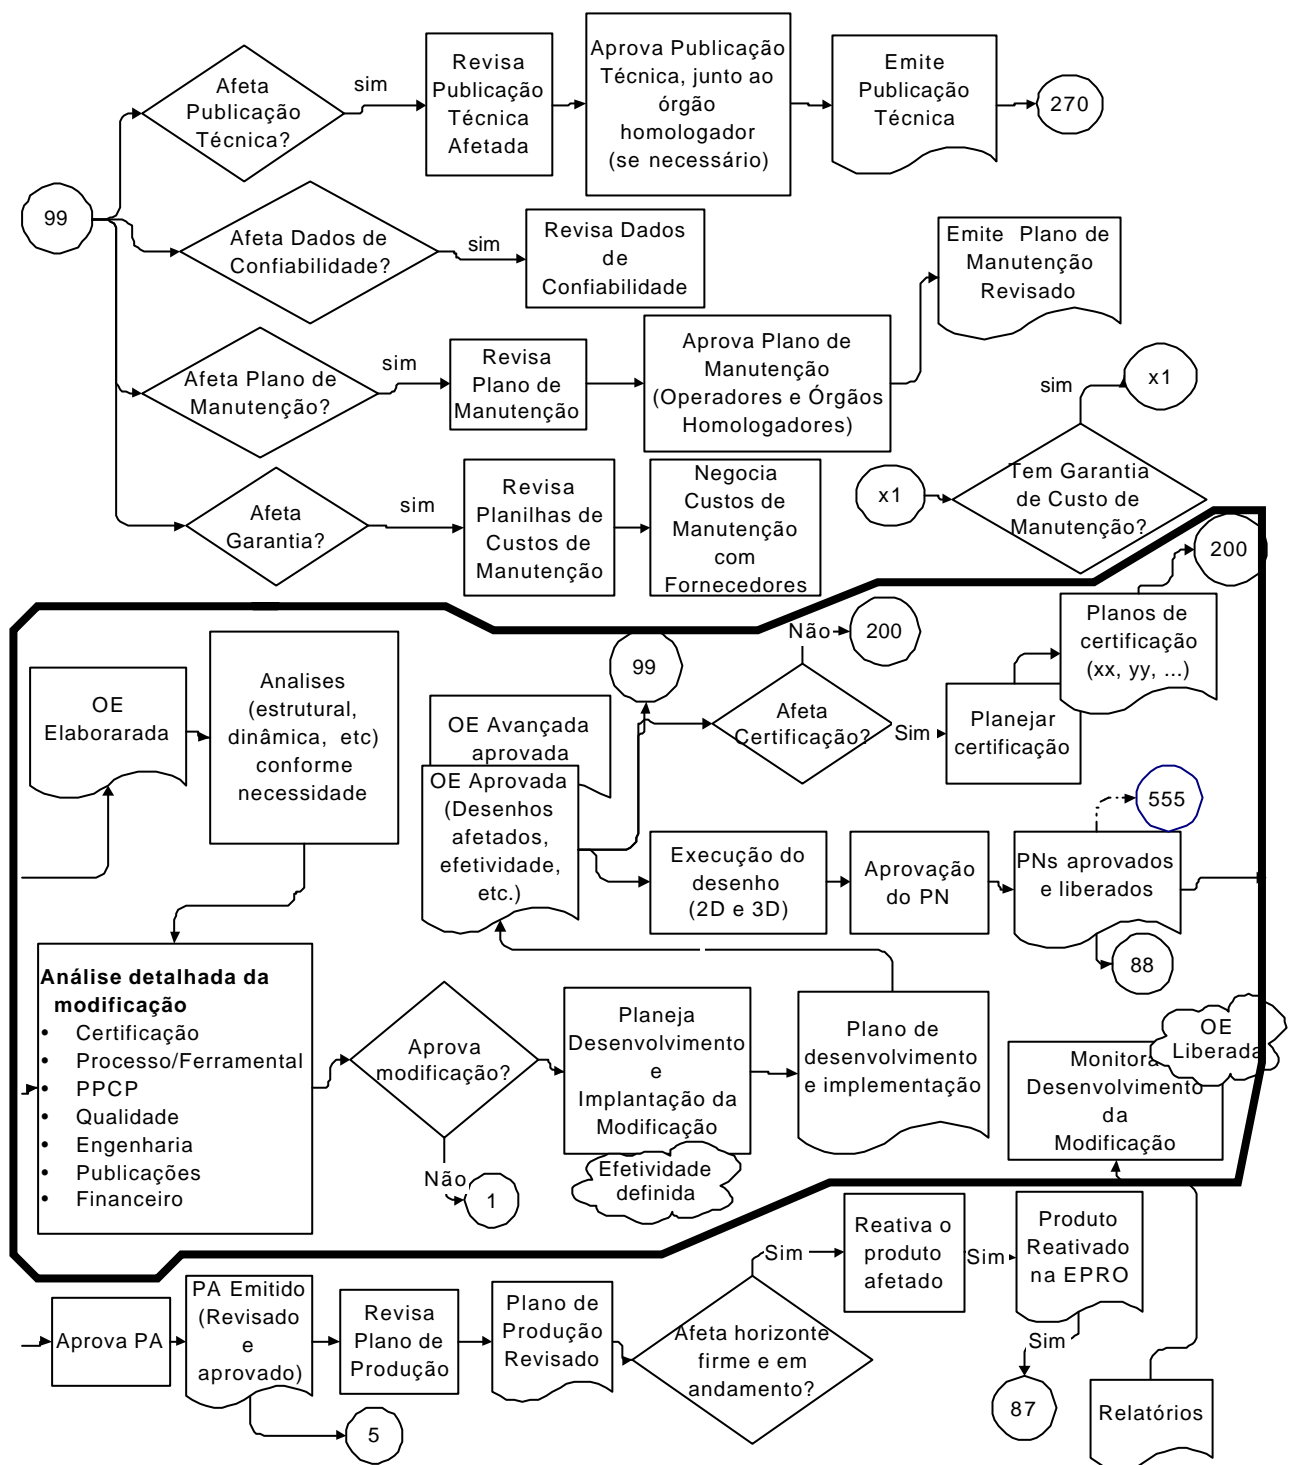 Afeta
Publicação
Técnica?
sim
Revisa
Publicação
Técnica
Afetada
Aprova Publicação
Técnica, junto ao
órgão
homologador
(se necessário)
Emite
Publicação
Técnica
270
99
Afeta Dados de
Confiabilidade?
sim
Revisa Dados
de
Confiabilidade
Afeta Plano de
Manutenção?
sim
Revisa
Plano de
Manutenção
Aprova Plano de
Manutenção
(Operadores e Órgãos
Homologadores)
Emite Plano de
Manutenção
Revisado
Afeta
Garantia?
sim
Revisa
Planilhas de
Custos de
Manutenção
Negocia
Custos de
Manutenção
com
Fornecedores
x1
Tem Garantia
de Custo de
Manutenção?
sim
x1
OE
Elaborarada
Analises
(estrutural,
dinâmica, etc)
conforme
necessidade
OE Avançada
aprovada
OE Aprovada
(Desenhos
afetados,
efetividade,
etc.)
99
Afeta
Certificação?
Não
200
Sim
Planejar
certificação
Planos de
certificação
(xx, yy, ...)
200
Execução do
desenho
(2D e 3D)
Aprovação
do PN
PNs aprovados
e liberados
555
88
Análise detalhada da
modificação
• Certificação
• Processo/Ferramental
• PPCP
• Qualidade
• Engenharia
• Publicações
• Financeiro
Aprova
modificação?
Não
1
Planeja
Desenvolvimento
e
Implantação da
Modificação
Efetividade
definida
Plano de
desenvolvimento
e implementação
Monitora
Desenvolvimento
da
Modificação
OE
Liberada
Aprova PA
PA Emitido
(Revisado
e
aprovado)
5
Revisa
Plano de
Produção
Plano de
Produção
Revisado
Afeta horizonte
firme e em
andamento?
Sim
Reativa o
produto
afetado
Sim
Produto
Reativado
na EPRO
Sim
87
Relatórios